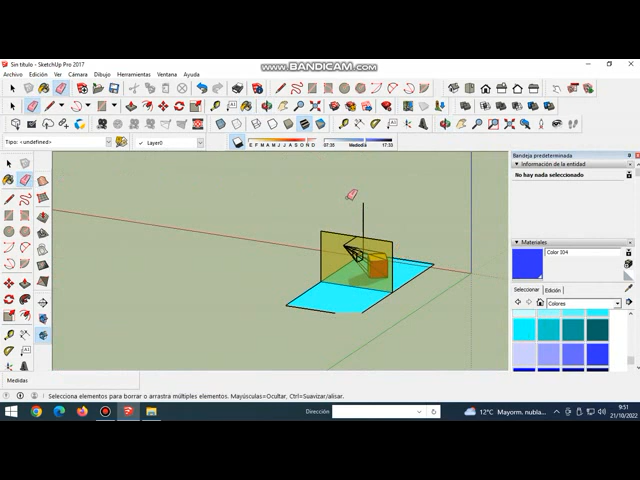 WWW.BANDICAM.COM
Sin título - SketchUp Pro 2017
Archivo Edición Ver Cámara Dibujo Herramientas Ventana Ayuda
Tipo: <undefined>
Layer0
E F M A M J J A S O N D
07:35 Mediodía 17:33
Bandeja predeterminada
Información de la entidad
No hay nada seleccionado
Materiales
Color I04
Seleccionar Edición
Colores
Medidas
Selecciona elementos para borrar o arrastra múltiples elementos. Mayúsculas=Ocultar, Ctrl=Suavizar/alisar.
Dirección
12°C Mayorm. nubla...
9:51
21/10/2022